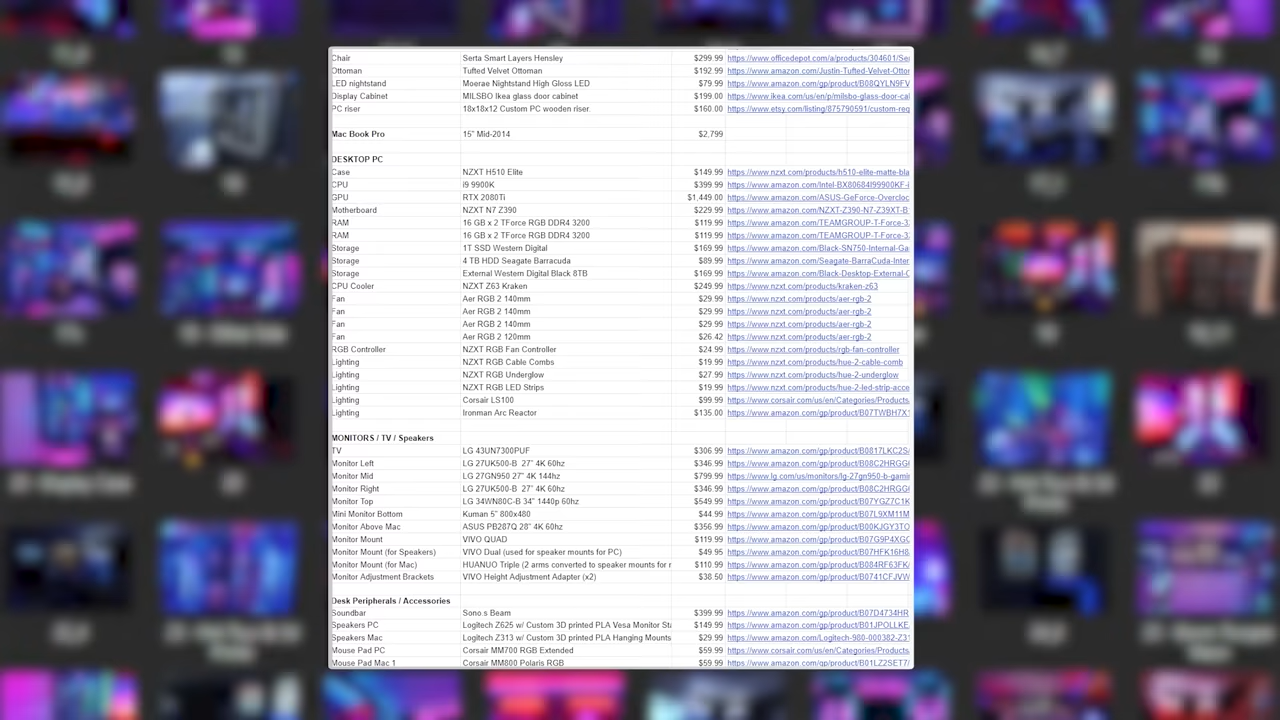 Chair Serta Smart Layers Hensley $299.99 https://www.officedepot.com/a/products/304601/Se
Ottoman Tufted Velvet Ottoman $192.99 https://www.amazon.com/Justin-Tufted-Velvet-Ottor
LED nightstand Moerae Nightstand High Gloss LED $79.99 https://www.amazon.com/gp/product/B08QYLN9FV
Display Cabinet MILSBO Ikea glass door cabinet $199.00 https://www.ikea.com/us/en/p/milsbo-glass-door-cal
PC riser 18x18x12 Custom PC wooden riser. $160.00 https://www.etsy.com/listing/875790591/custom-req
Mac Book Pro 15" Mid-2014 $2,799
DESKTOP PC
Case NZXT H510 Elite $149.99 https://www.nzxt.com/products/h510-elite-matte-bla
CPU i9 9900K $399.99 https://www.amazon.com/Intel-BX80684I99900KF-i
GPU RTX 2080Ti $1,449.00 https://www.amazon.com/ASUS-GeForce-Overcloc
Motherboard NZXT N7 Z390 $229.99 https://www.amazon.com/NZXT-Z390-N7-Z39XT-B
RAM 16 GB x 2 TForce RGB DDR4 3200 $119.99 https://www.amazon.com/TEAMGROUP-T-Force-3
RAM 16 GB x 2 TForce RGB DDR4 3200 $119.99 https://www.amazon.com/TEAMGROUP-T-Force-3
Storage 1T SSD Western Digital $169.99 https://www.amazon.com/Black-SN750-Internal-Ga
Storage 4 TB HDD Seagate Barracuda $89.99 https://www.amazon.com/Seagate-BarraCuda-Inter
Storage External Western Digital Black 8TB $169.99 https://www.amazon.com/Black-Desktop-External-C
CPU Cooler NZXT Z63 Kraken $249.99 https://www.nzxt.com/products/kraken-z63
Fan Aer RGB 2 140mm $29.99 https://www.nzxt.com/products/aer-rgb-2
Fan Aer RGB 2 140mm $29.99 https://www.nzxt.com/products/aer-rgb-2
Fan Aer RGB 2 140mm $29.99 https://www.nzxt.com/products/aer-rgb-2
Fan Aer RGB 2 120mm $26.42 https://www.nzxt.com/products/aer-rgb-2
RGB Controller NZXT RGB Fan Controller $24.99 https://www.nzxt.com/products/rgb-fan-controller
Lighting NZXT RGB Cable Combs $19.99 https://www.nzxt.com/products/hue-2-cable-comb
Lighting NZXT RGB Underglow $27.99 https://www.nzxt.com/products/hue-2-underglow
Lighting NZXT RGB LED Strips $19.99 https://www.nzxt.com/products/hue-2-led-strip-acce
Lighting Corsair LS100 $99.99 https://www.corsair.com/us/en/Categories/Products
Lighting Ironman Arc Reactor $135.00 https://www.amazon.com/gp/product/B07TWBH7X
MONITORS / TV / Speakers
TV LG 43UN7300PUF $306.99 https://www.amazon.com/gp/product/B0817LKC2S
Monitor Left LG 27UK500-B 27" 4K 60hz $346.99 https://www.amazon.com/gp/product/B08C2HRGG
Monitor Mid LG 27GN950 27" 4K 144hz $799.99 https://www.lg.com/us/monitors/lg-27gn950-b-gami
Monitor Right LG 27UK500-B 27" 4K 60hz $346.99 https://www.amazon.com/gp/product/B08C2HRGG
Monitor Top LG 34WN80C-B 34" 1440p 60hz $549.99 https://www.amazon.com/gp/product/B07YGZ7C1K
Mini Monitor Bottom Kuman 5" 800x480 $44.99 https://www.amazon.com/gp/product/B07L9XM11M
Monitor Above Mac ASUS PB287Q 28" 4K 60hz $356.99 https://www.amazon.com/gp/product/B00KJGY3TO
Monitor Mount VIVO QUAD $119.99 https://www.amazon.com/gp/product/B07G9P4XGC
Monitor Mount (for Speakers) VIVO Dual (used for speaker mounts for PC) $49.95 https://www.amazon.com/gp/product/B07HFK16H8
Monitor Mount (for Mac) HUANUO Triple (2 arms converted to speaker mounts for r $110.99 https://www.amazon.com/gp/product/B084RF63FK
Monitor Adjustment Brackets VIVO Height Adjustment Adapter (x2) $38.50 https://www.amazon.com/gp/product/B0741CFJVW
Desk Peripherals / Accessories
Soundbar Sono s Beam $399.99 https://www.amazon.com/gp/product/B07D4734HR
Speakers PC Logitech Z625 w/ Custom 3D printed PLA Vesa Monitor Sta $149.99 https://www.amazon.com/gp/product/B01JPOLLKE
Speakers Mac Logitech Z313 w/ Custom 3D printed PLA Hanging Mounts $29.99 https://www.amazon.com/Logitech-980-000382-Z31
Mouse Pad PC Corsair MM700 RGB Extended $59.99 https://www.corsair.com/us/en/Categories/Products
Mouse Pad Mac 1 Corsair MM800 Polaris RGB $59.99 https://www.amazon.com/gp/product/B01LZ2SET7/